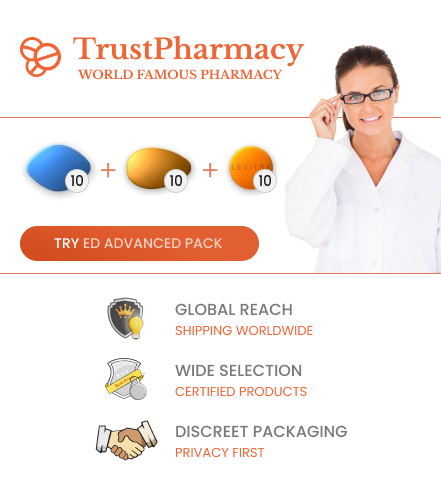 TrustPharmacy
WORLD FAMOUS PHARMACY
10 + 10 + LEVITRA 10
TRY ED ADVANCED PACK
GLOBAL REACH
SHIPPING WORLDWIDE
WIDE SELECTION
CERTIFIED PRODUCTS
DISCREET PACKAGING
PRIVACY FIRST